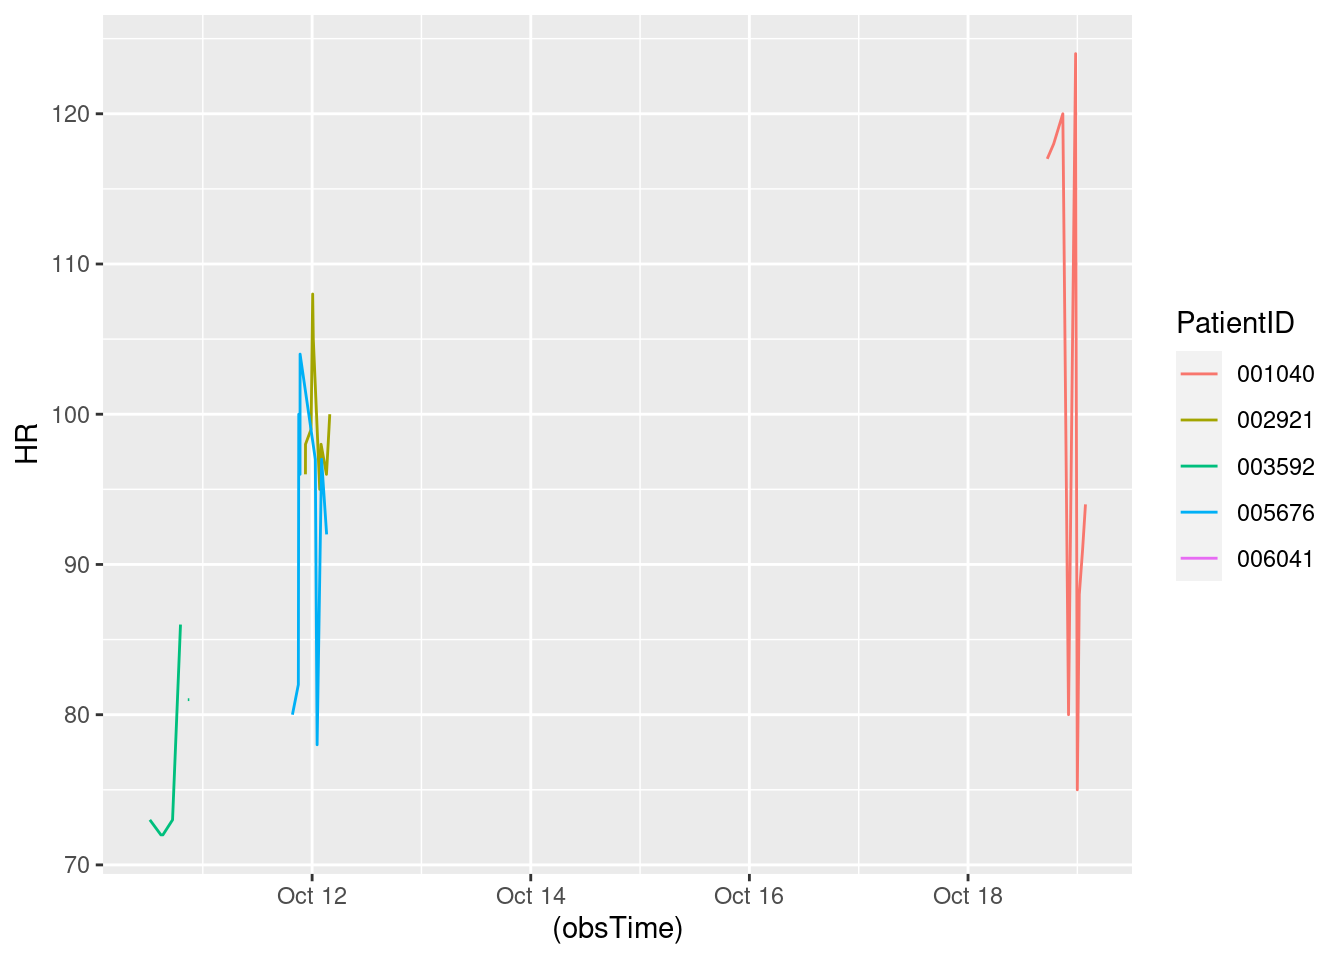 120
110
100
90
80
70
HR
Oct 12
Oct 14
Oct 16
Oct 18
(obsTime)
PatientID
001040
002921
003592
005676
006041